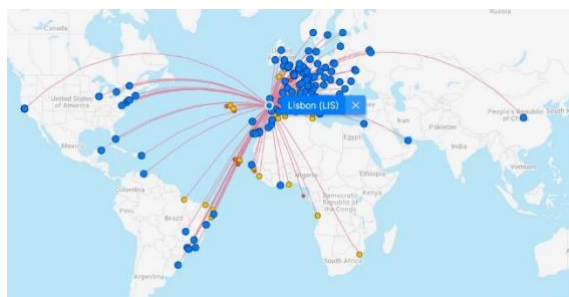 Russia
Canada
United
Lisbon (LIS)
×
United States
of America
People's Republic
of China
Iran
Pakistan
Egypt
India
Mexico
Vietnam
Nigeria
Ethiopia
Colombia
Democratic
Republic of
the Congo
Kenya
Peru
Brazil
South Africa
Argentina